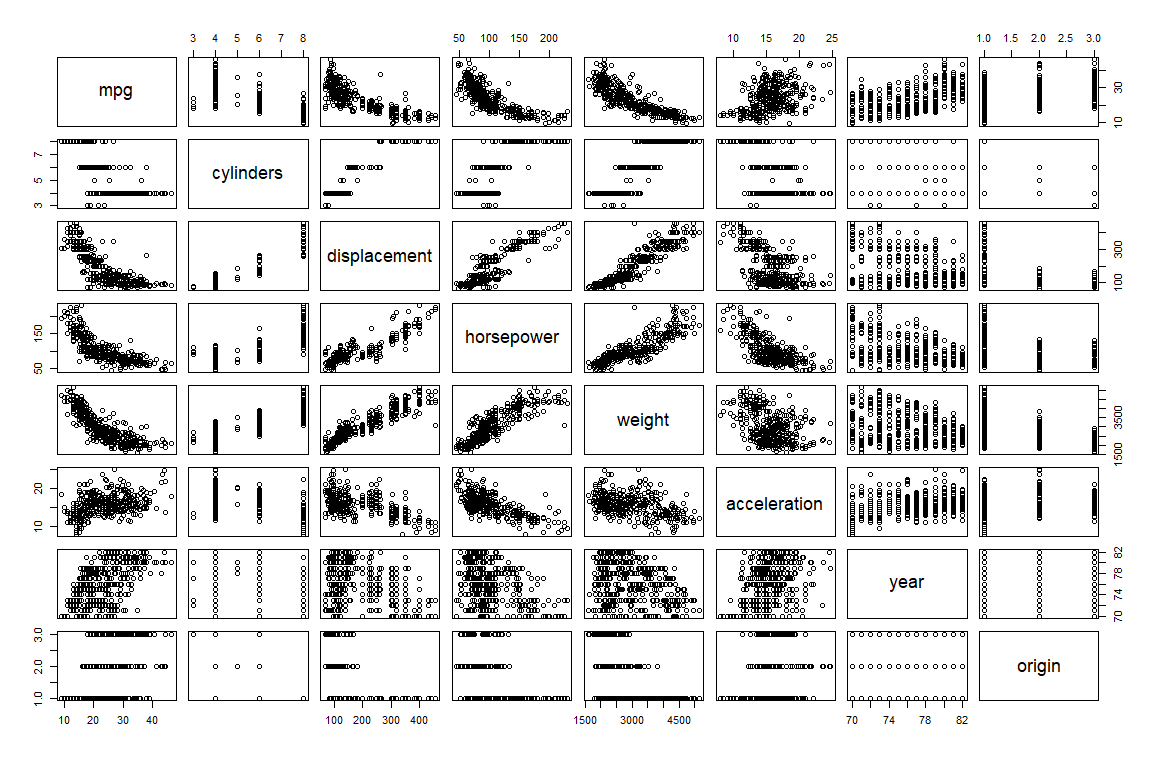 3 4 5 6 7 8 50 100 200 10 15 20 25 1.0 1.5 2.0 2.5 3.0
mpg
10 30
3 5 7
cylinders
displacement
100 300
50 150
horsepower
weight
1500 3500
10 20
acceleration
year
70 74 78 82
1.0 2.0 3.0
origin
10 20 30 40 100 200 300 400 1500 3000 4500 70 74 78 82